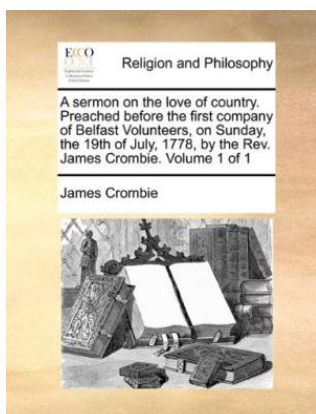 ECCO
Religion and Philosophy
A sermon on the love of country.
Preached before the first company
of Belfast Volunteers, on Sunday,
the 19th of July, 1778, by the Rev.
James Crombie. Volume 1 of 1
James Crombie